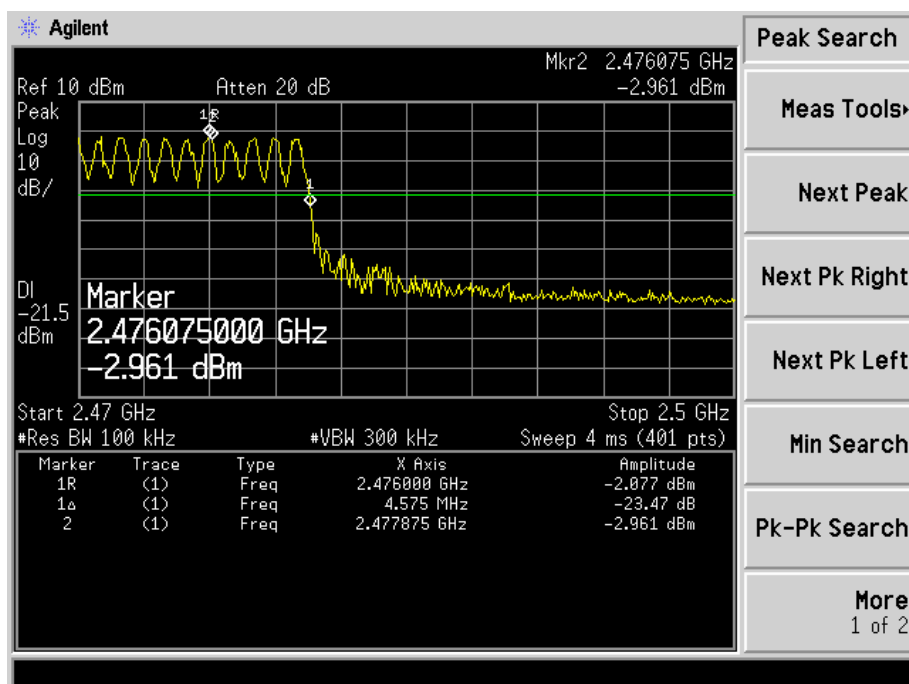 Agilent
Peak Search
Mkr2 2.476075 GHz
Ref 10 dBm Atten 20 dB -2.961 dBm
Peak
Log
10
dB/
1R
2
1
DI
-21.5
dBm
Marker
2.476075000 GHz
-2.961 dBm
Start 2.47 GHz Stop 2.5 GHz
#Res BW 100 kHz #VBW 300 kHz Sweep 4 ms (401 pts)
Marker Trace Type X Axis Amplitude
1R (1) Freq 2.476000 GHz -2.077 dBm
1Δ (1) Freq 4.575 MHz -23.47 dB
2 (1) Freq 2.477875 GHz -2.961 dBm
Meas Tools▸
Next Peak
Next Pk Right
Next Pk Left
Min Search
Pk-Pk Search
More
1 of 2